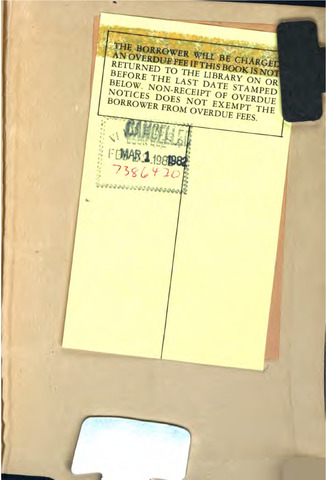 THE BORROWER WILL BE CHARGED
AN OVERDUE FEE IF THIS BOOK IS NOT
RETURNED TO THE LIBRARY ON OR
BEFORE THE LAST DATE STAMPED
BELOW. NON-RECEIPT OF OVERDUE
NOTICES DOES NOT EXEMPT THE
BORROWER FROM OVERDUE FEES.
CANCELLED
MAR 1 1982
7386420